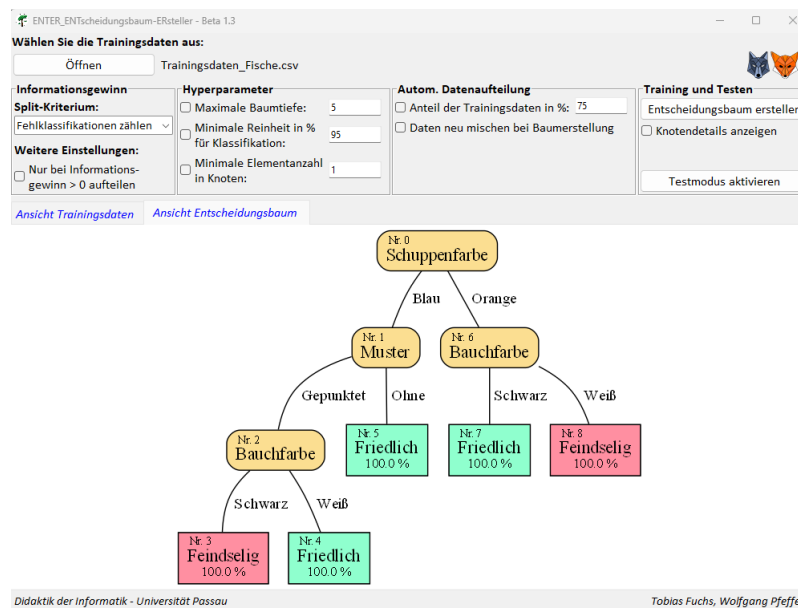 ENTER_ENTscheidungsbaum-ERsteller - Beta 1.3
Wählen Sie die Trainingsdaten aus:
Öffnen Trainingsdaten_Fische.csv
Informationsgewinn Hyperparameter Autom. Datenaufteilung Training und Testen
Split-Kriterium:
Fehlklassifikationen zählen
Weitere Einstellungen:
Nur bei Informations-
gewinn > 0 aufteilen
Maximale Baumtiefe: 5
Minimale Reinheit in %
für Klassifikation: 95
Minimale Elementanzahl
in Knoten: 1
Anteil der Trainingsdaten in %: 75
Daten neu mischen bei Baumerstellung
Entscheidungsbaum erstellen
Knotendetails anzeigen
Testmodus aktivieren
Ansicht Trainingsdaten Ansicht Entscheidungsbaum
Nr. 0
Schuppenfarbe
Blau Orange
Nr. 1
Muster
Nr. 6
Bauchfarbe
Gepunktet Ohne Schwarz Weiß
Nr. 2
Bauchfarbe
Nr. 5
Friedlich
100.0 %
Nr. 7
Friedlich
100.0 %
Nr. 8
Feindselig
100.0 %
Schwarz Weiß
Nr. 3
Feindselig
100.0 %
Nr. 4
Friedlich
100.0 %
Didaktik der Informatik - Universität Passau Tobias Fuchs, Wolfgang Pfeffe